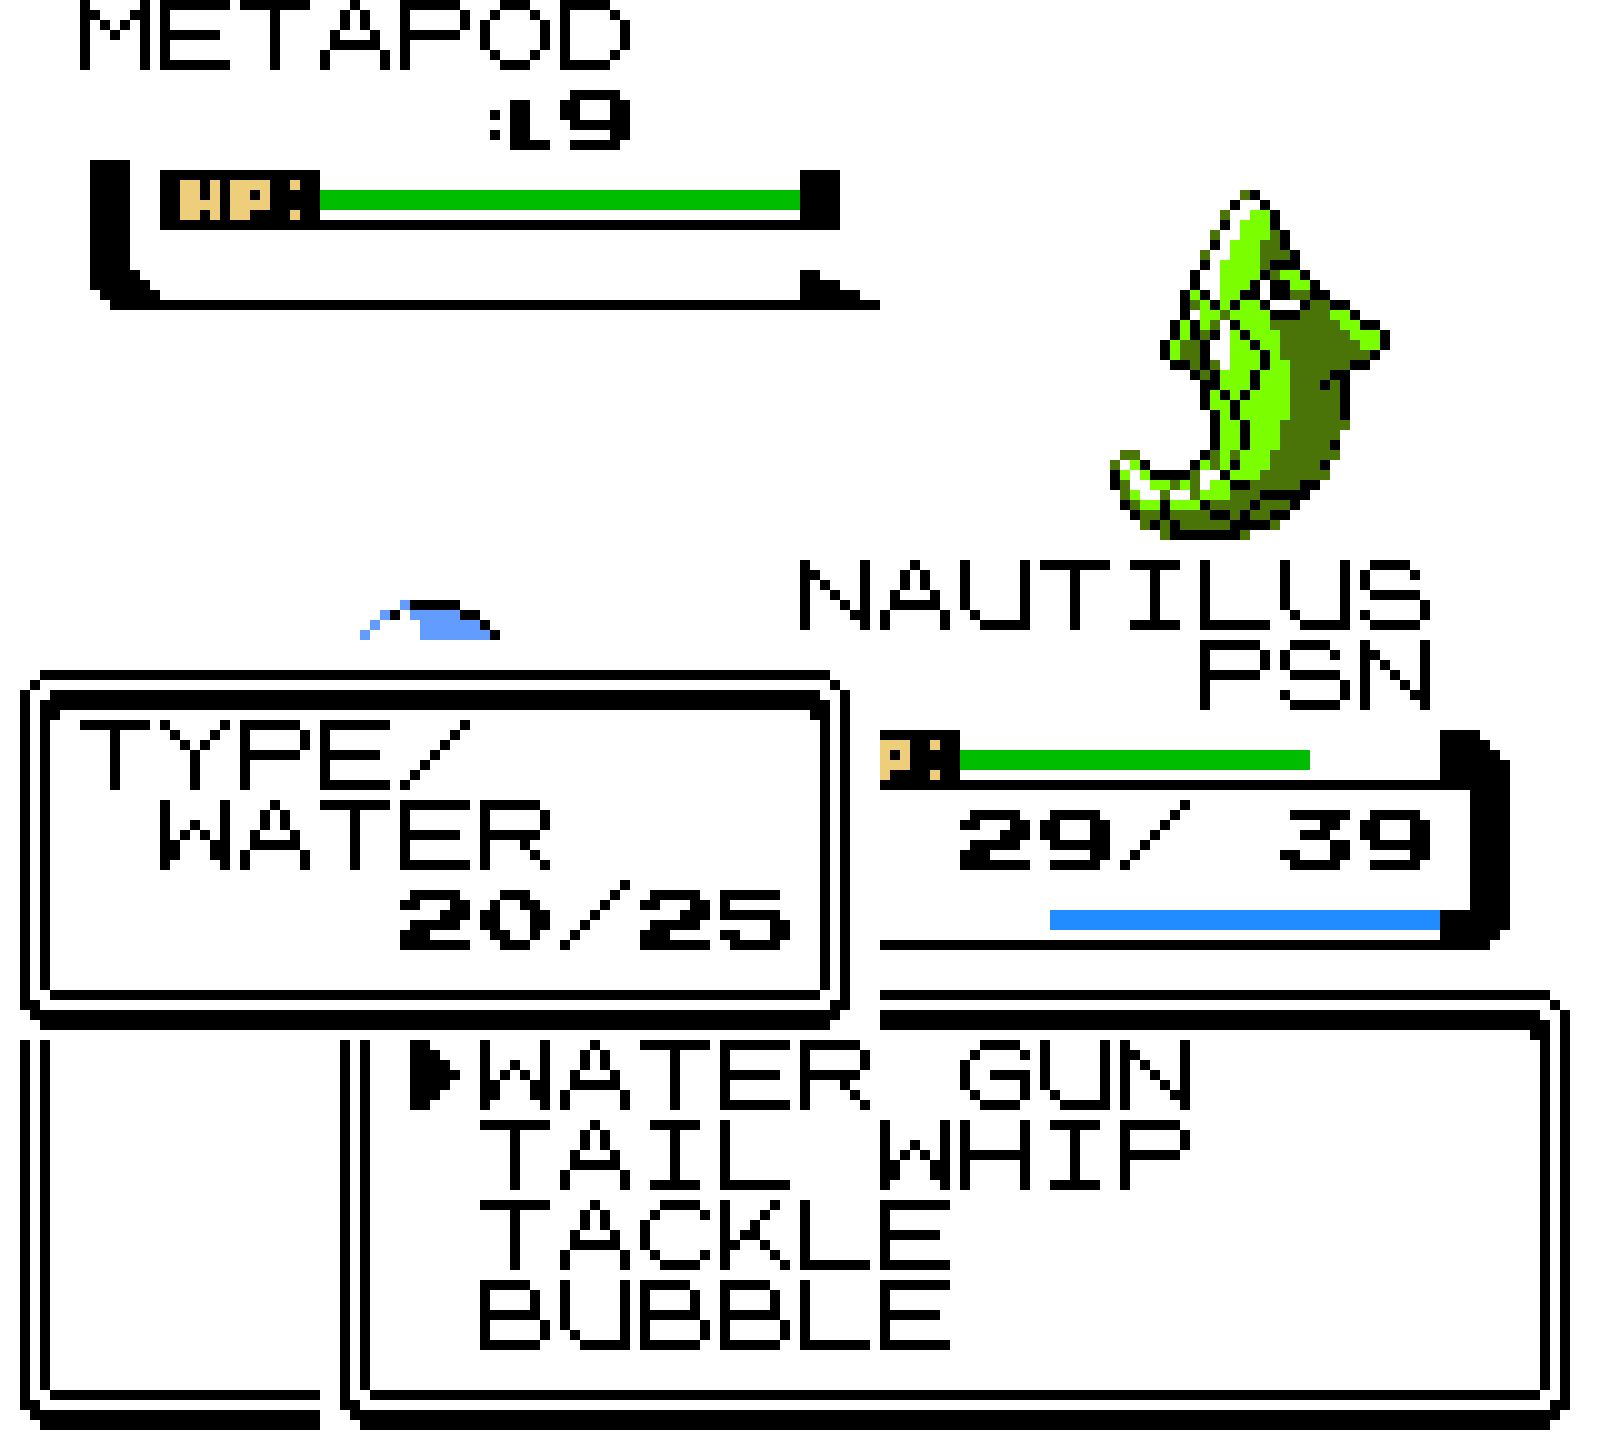 METAPOD
:L9
HP:
NAUTILUS
PSN
P:
29/ 39
TYPE/
WATER
20/25
▶WATER GUN
TAIL WHIP
TACKLE
BUBBLE